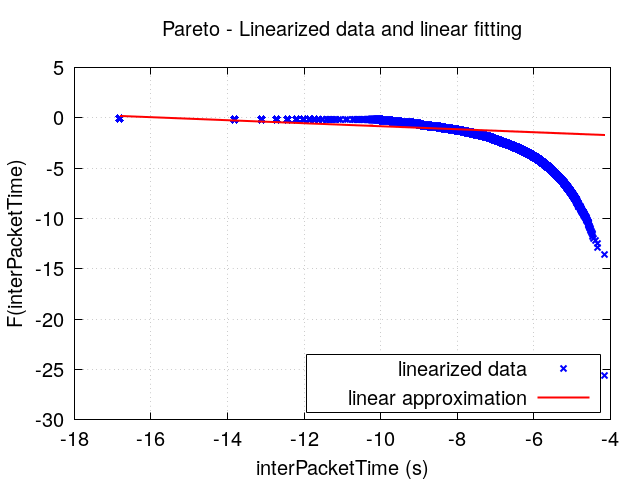 Pareto - Linearized data and linear fitting
5
0
-5
-10
-15
-20
-25
-30
F(interPacketTime)
linearized data
linear approximation
-18 -16 -14 -12 -10 -8 -6 -4
interPacketTime (s)